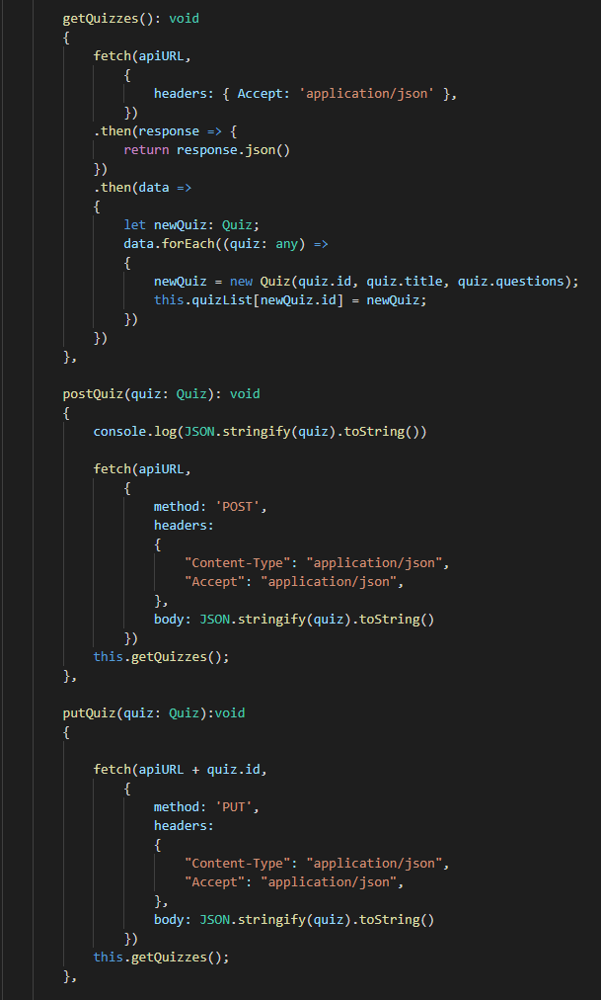 getQuizzes(): void
{
fetch(apiURL,
{
headers: { Accept: 'application/json' },
})
.then(response => {
return response.json()
})
.then(data =>
{
let newQuiz: Quiz;
data.forEach((quiz: any) =>
{
newQuiz = new Quiz(quiz.id, quiz.title, quiz.questions);
this.quizList[newQuiz.id] = newQuiz;
})
})
},
postQuiz(quiz: Quiz): void
{
console.log(JSON.stringify(quiz).toString())
fetch(apiURL,
{
method: 'POST',
headers:
{
"Content-Type": "application/json",
"Accept": "application/json",
},
body: JSON.stringify(quiz).toString()
})
this.getQuizzes();
},
putQuiz(quiz: Quiz):void
{
fetch(apiURL + quiz.id,
{
method: 'PUT',
headers:
{
"Content-Type": "application/json",
"Accept": "application/json",
},
body: JSON.stringify(quiz).toString()
})
this.getQuizzes();
},